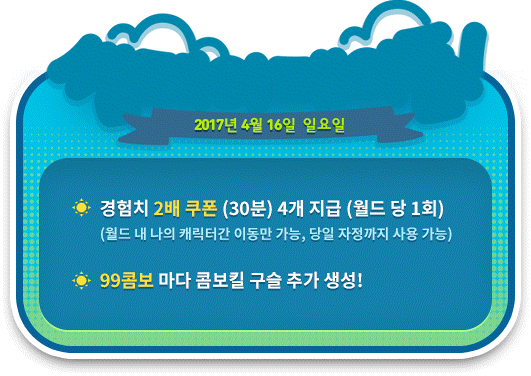 2017년 4월 16일 일요일
경험치 2배 쿠폰 (30분) 4개 지급 (월드 당 1회)
(월드 내 나의 캐릭터간 이동만 가능, 당일 자정까지 사용 가능)
99콤보 마다 콤보킬 구슬 추가 생성!